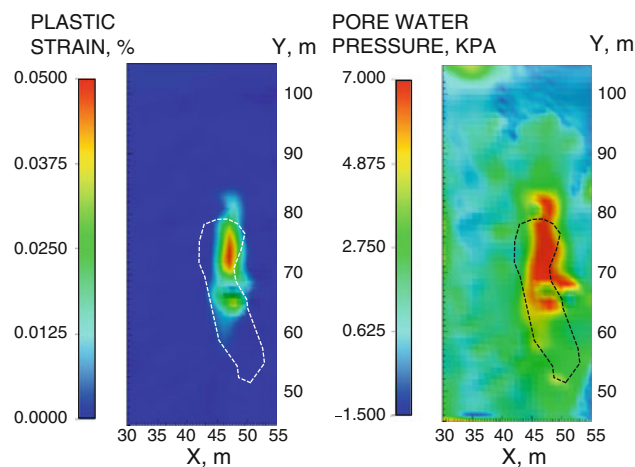 PLASTIC
STRAIN, %
Y, m
0.0500
0.0375
0.0250
0.0125
0.0000
100
90
80
70
60
50
30 35 40 45 50 55
X, m
PORE WATER
PRESSURE, KPA
Y, m
7.000
4.875
2.750
0.625
−1.500
100
90
80
70
60
50
30 35 40 45 50 55
X, m